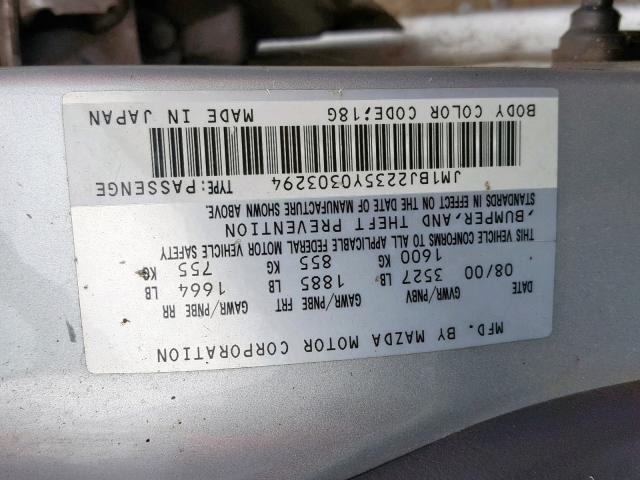 MFD. BY MAZDA MOTOR CORPORATION
DATE GVWR/PNBV GAWR/PNBE FRT GAWR/PNBE RR
08/00 3527 LB 1885 LB 1664 LB
1600 KG 855 KG 755 KG
THIS VEHICLE CONFORMS TO ALL APPLICABLE FEDERAL MOTOR VEHICLE SAFETY
,BUMPER,AND THEFT PREVENTION
STANDARDS IN EFFECT ON THE DATE OF MANUFACTURE SHOWN ABOVE.
JM1BJ2235Y0303294 TYPE:PASSENGE
BODY COLOR CODE:18G MADE IN JAPAN